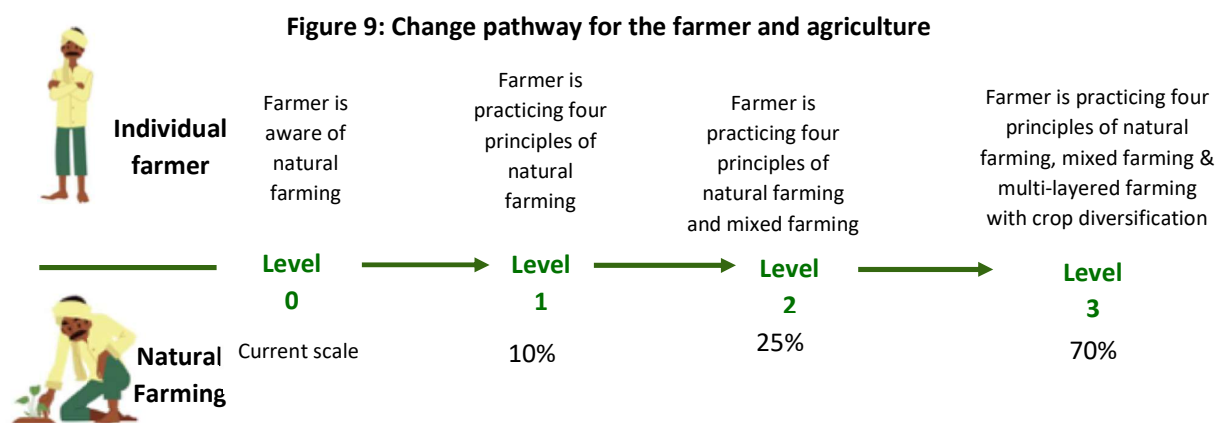 Figure 9: Change pathway for the farmer and agriculture
Individual
farmer
Farmer is
aware of
natural
farming
Farmer is
practicing four
principles of
natural
farming
Farmer is
practicing four
principles of
natural farming
and mixed farming
Farmer is practicing four
principles of natural
farming, mixed farming &
multi-layered farming
with crop diversification
Level
0
Level
1
Level
2
Level
3
Natural
Farming
Current scale
10%
25%
70%